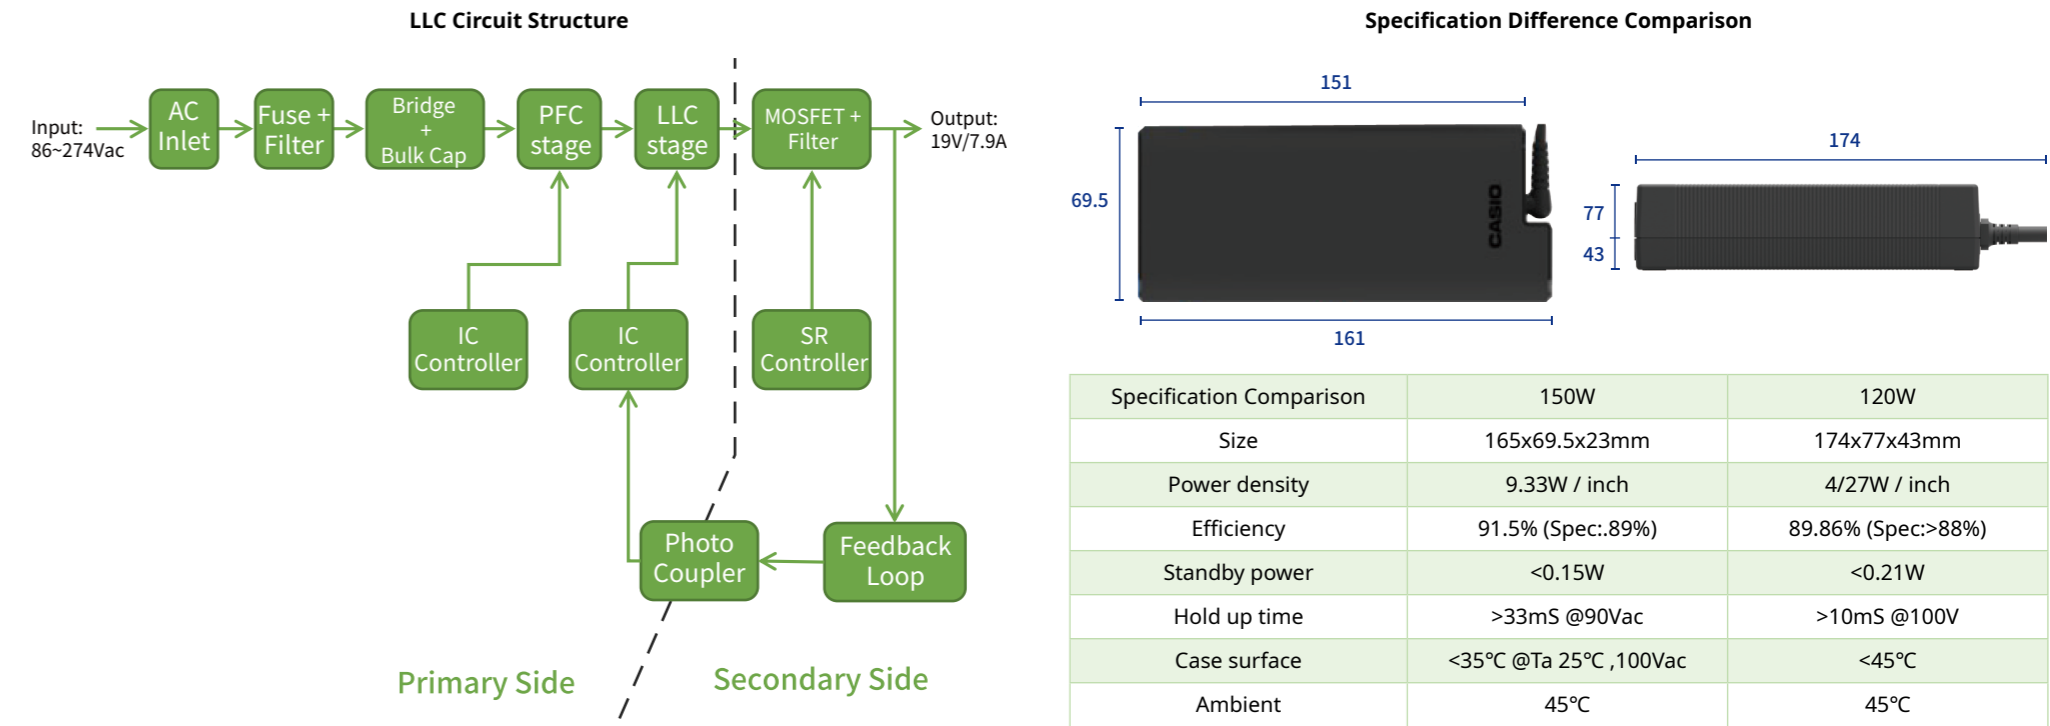 LLC Circuit Structure
Input:
86~274Vac
AC
Inlet
Fuse +
Filter
Bridge
+
Bulk Cap
PFC
stage
LLC
stage
MOSFET +
Filter
Output:
19V/7.9A
IC
Controller
IC
Controller
SR
Controller
Photo
Coupler
Feedback
Loop
Primary Side
Secondary Side
Specification Difference Comparison
151
69.5
CASIO
161
174
77
43
Specification Comparison 150W 120W
Size 165x69.5x23mm 174x77x43mm
Power density 9.33W / inch 4/27W / inch
Efficiency 91.5% (Spec:.89%) 89.86% (Spec:>88%)
Standby power <0.15W <0.21W
Hold up time >33mS @90Vac >10mS @100V
Case surface <35℃ @Ta 25℃ ,100Vac <45℃
Ambient 45℃ 45℃